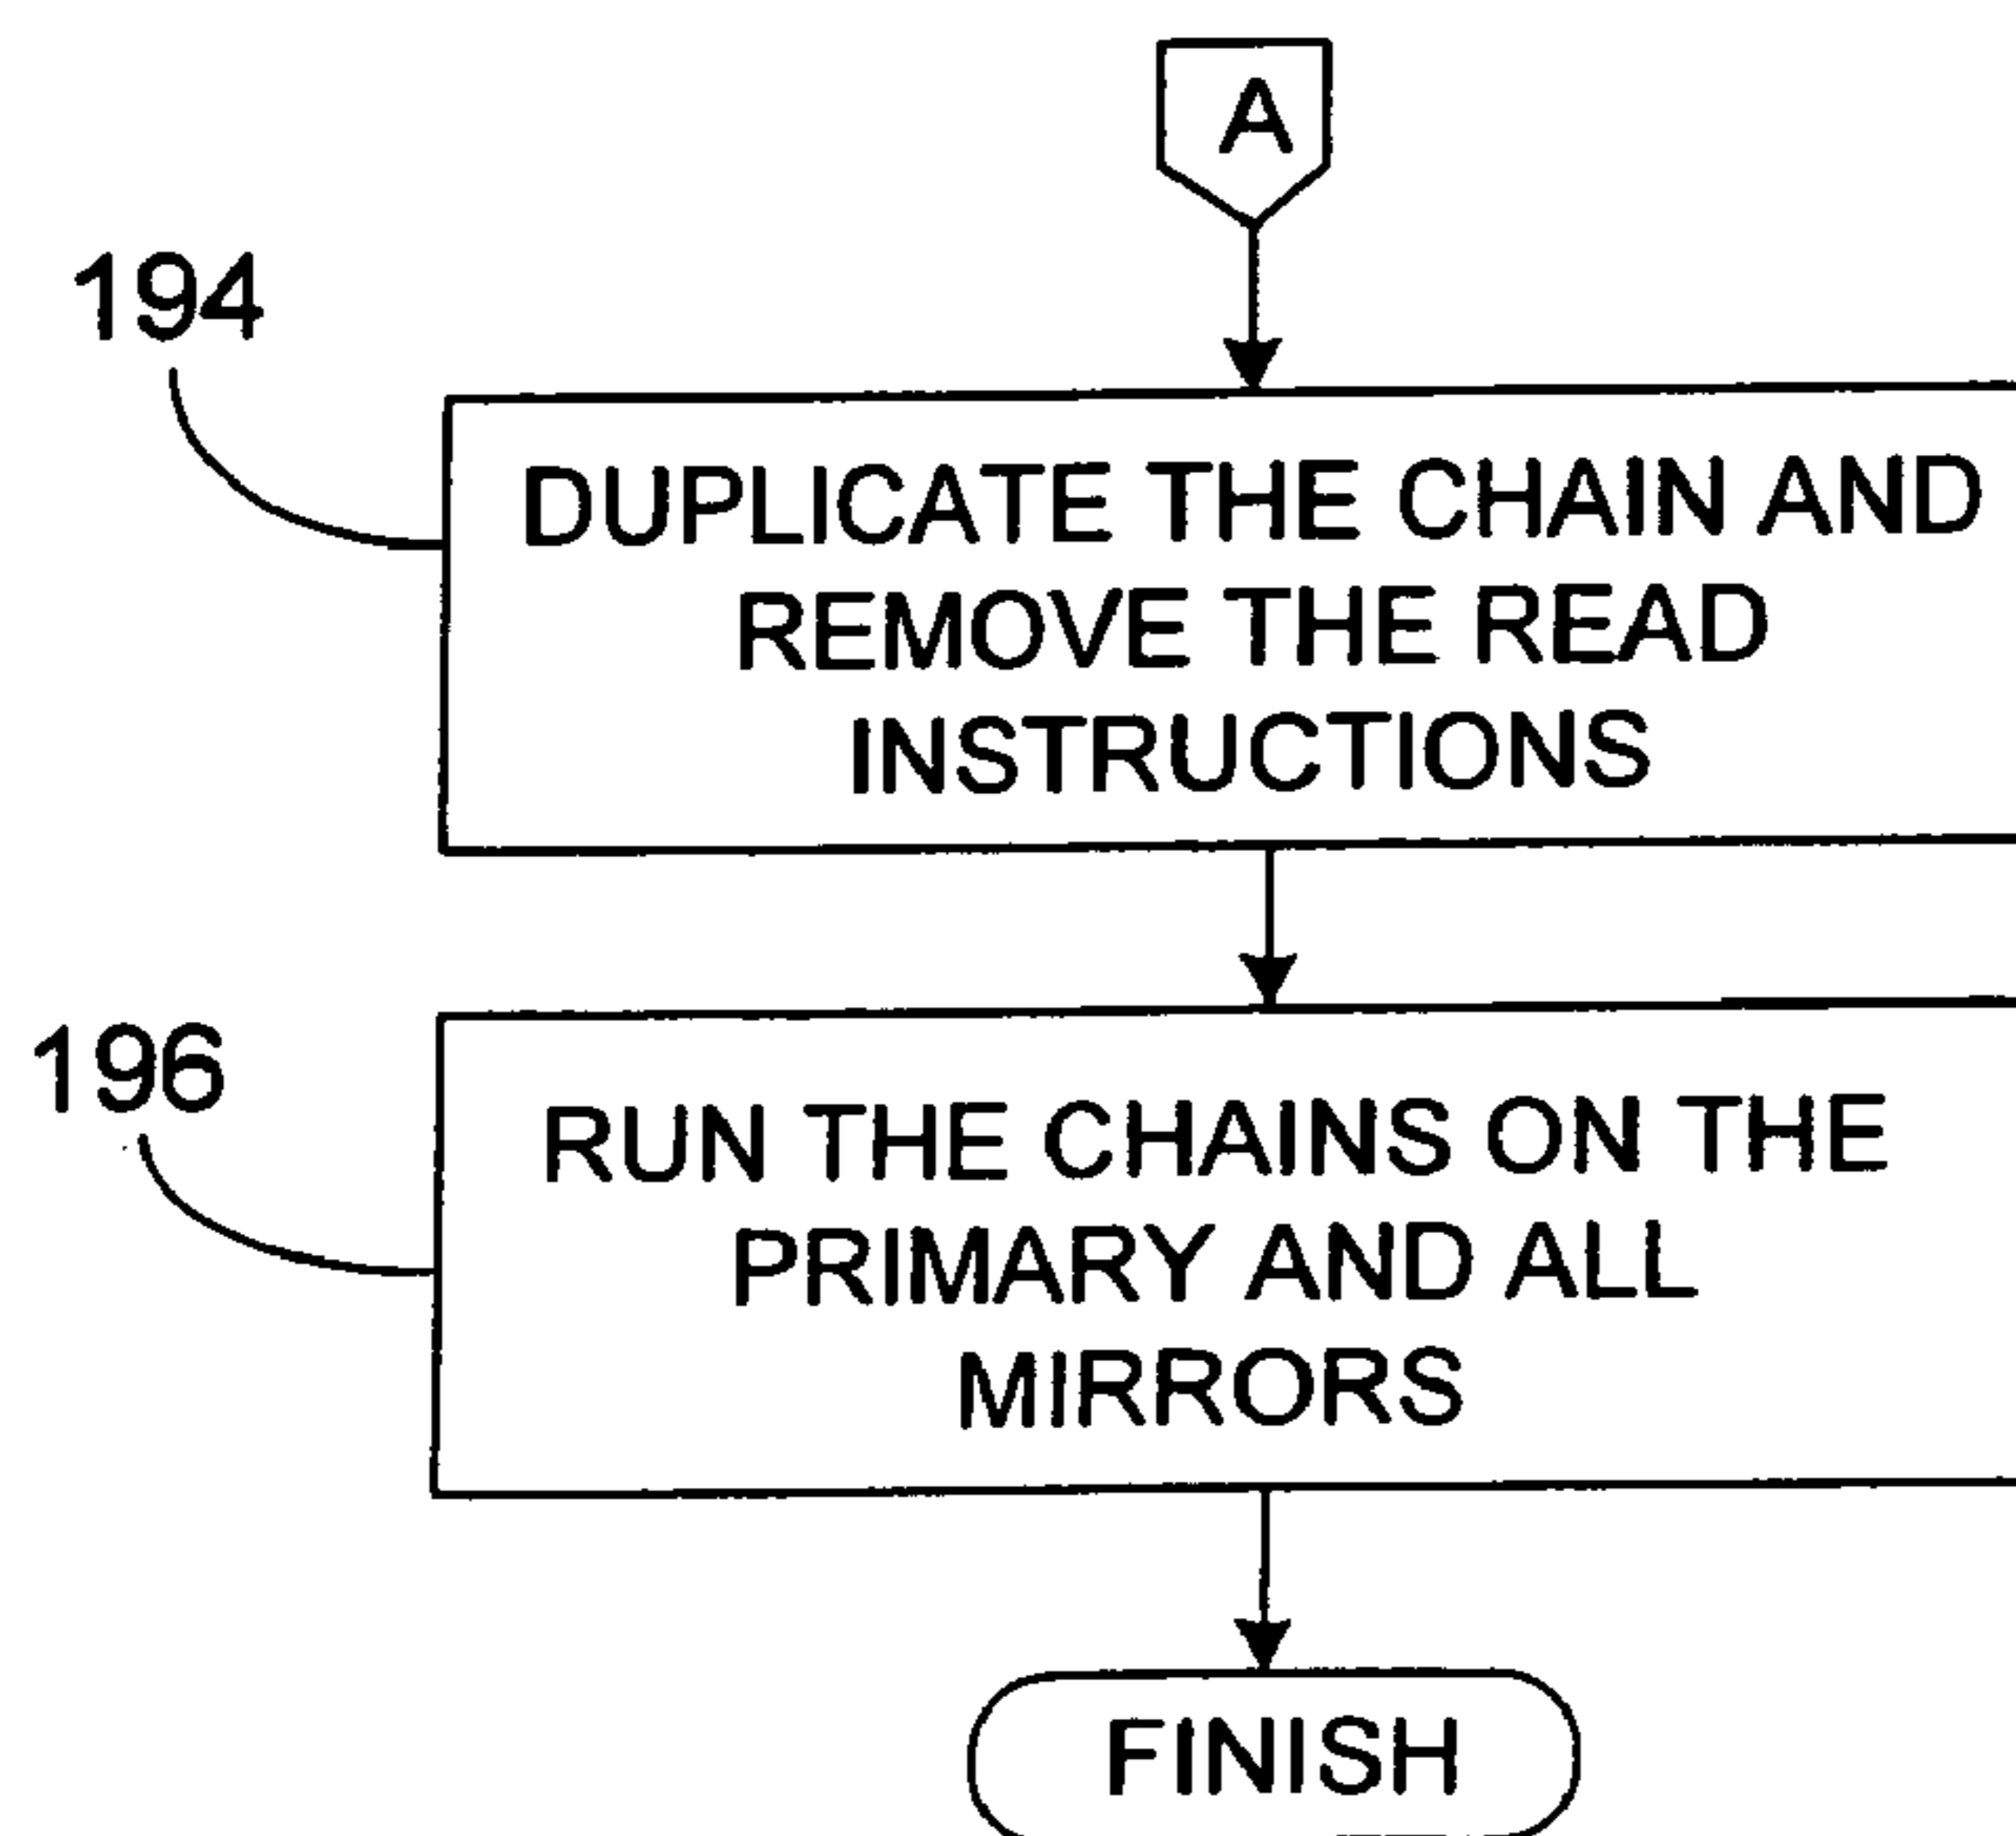 A
194
DUPLICATE THE CHAIN AND
REMOVE THE READ
INSTRUCTIONS
196
RUN THE CHAINS ON THE
PRIMARY AND ALL
MIRRORS
FINISH